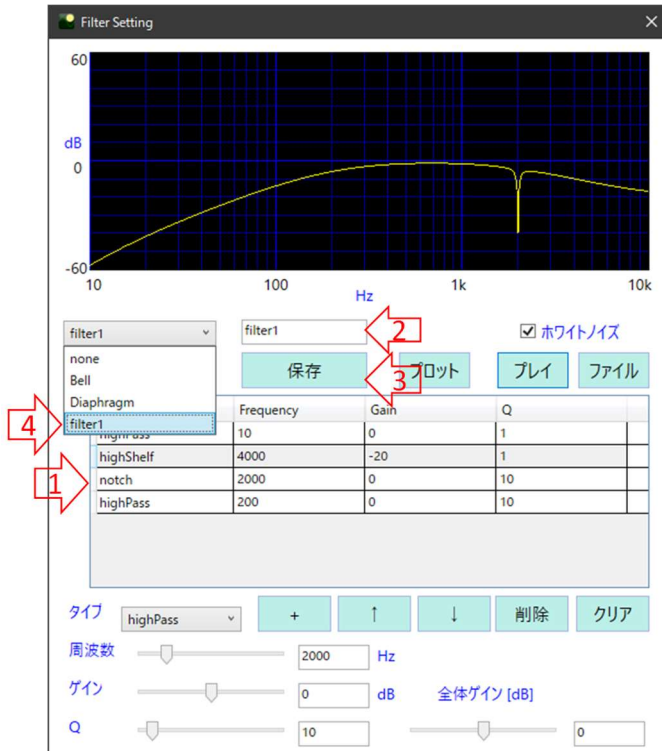 Filter Setting
60
dB
0
-60
10 100 1k 10k
Hz
filter1 filter1 2 ホワイトノイズ
none
Bell
Diaphragm
filter1
保存 3 プロット プレイ ファイル
4
Frequency Gain Q
highPass 10 0 1
highShelf 4000 -20 1
1
notch 2000 0 10
highPass 200 0 10
タイプ highPass + ↑ ↓ 削除 クリア
周波数 2000 Hz
ゲイン 0 dB 全体ゲイン [dB]
Q 10 0